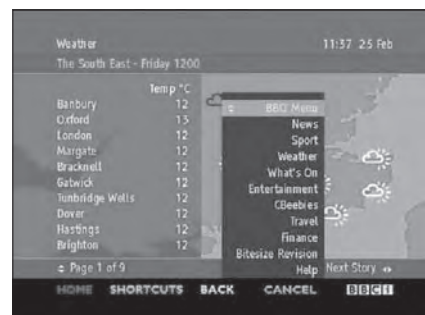 Weather 11:37 25 Feb
The South East - Friday 1200
Temp °C
Banbury 12
Oxford 13
London 12
Margate 12
Bracknell 12
Gatwick 12
Tunbridge Wells 12
Dover 12
Hastings 12
Brighton 12
Page 1 of 9
BBCi Menu
News
Sport
Weather
What's On
Entertainment
CBeebies
Travel
Finance
Bitesize Revision
Help
Next Story
HOME SHORTCUTS BACK CANCEL BBCi